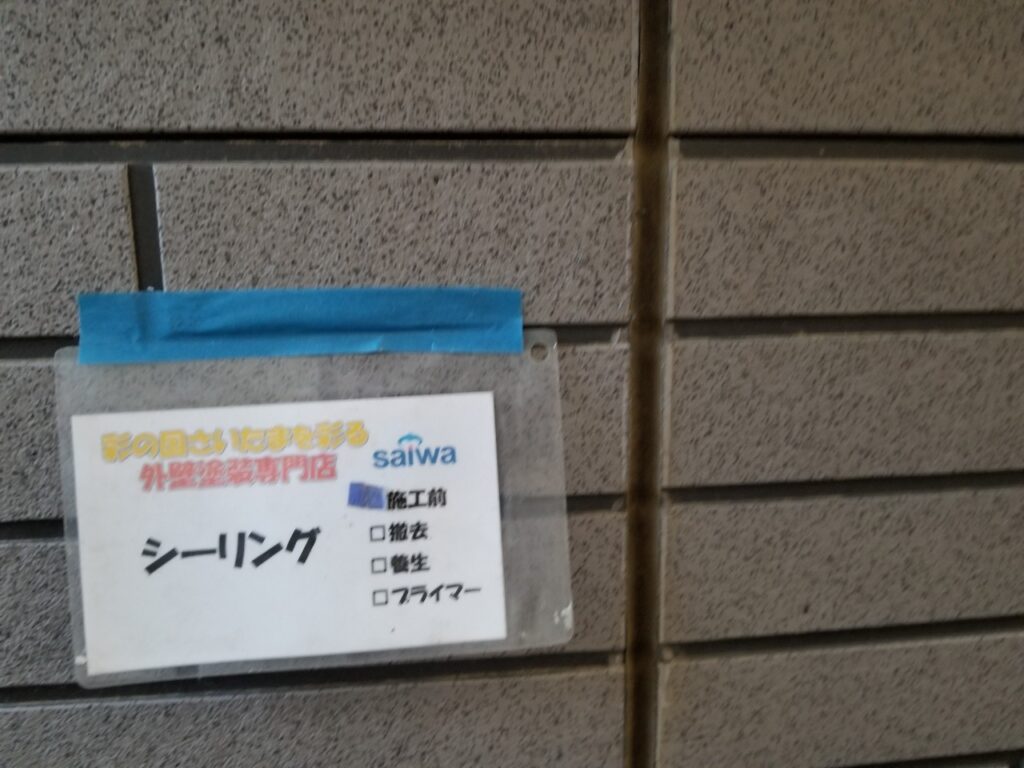 彩の国さいたまを彩る
外壁塗装専門店
saiwa
シーリング
施工前
□撤去
□養生
□プライマー